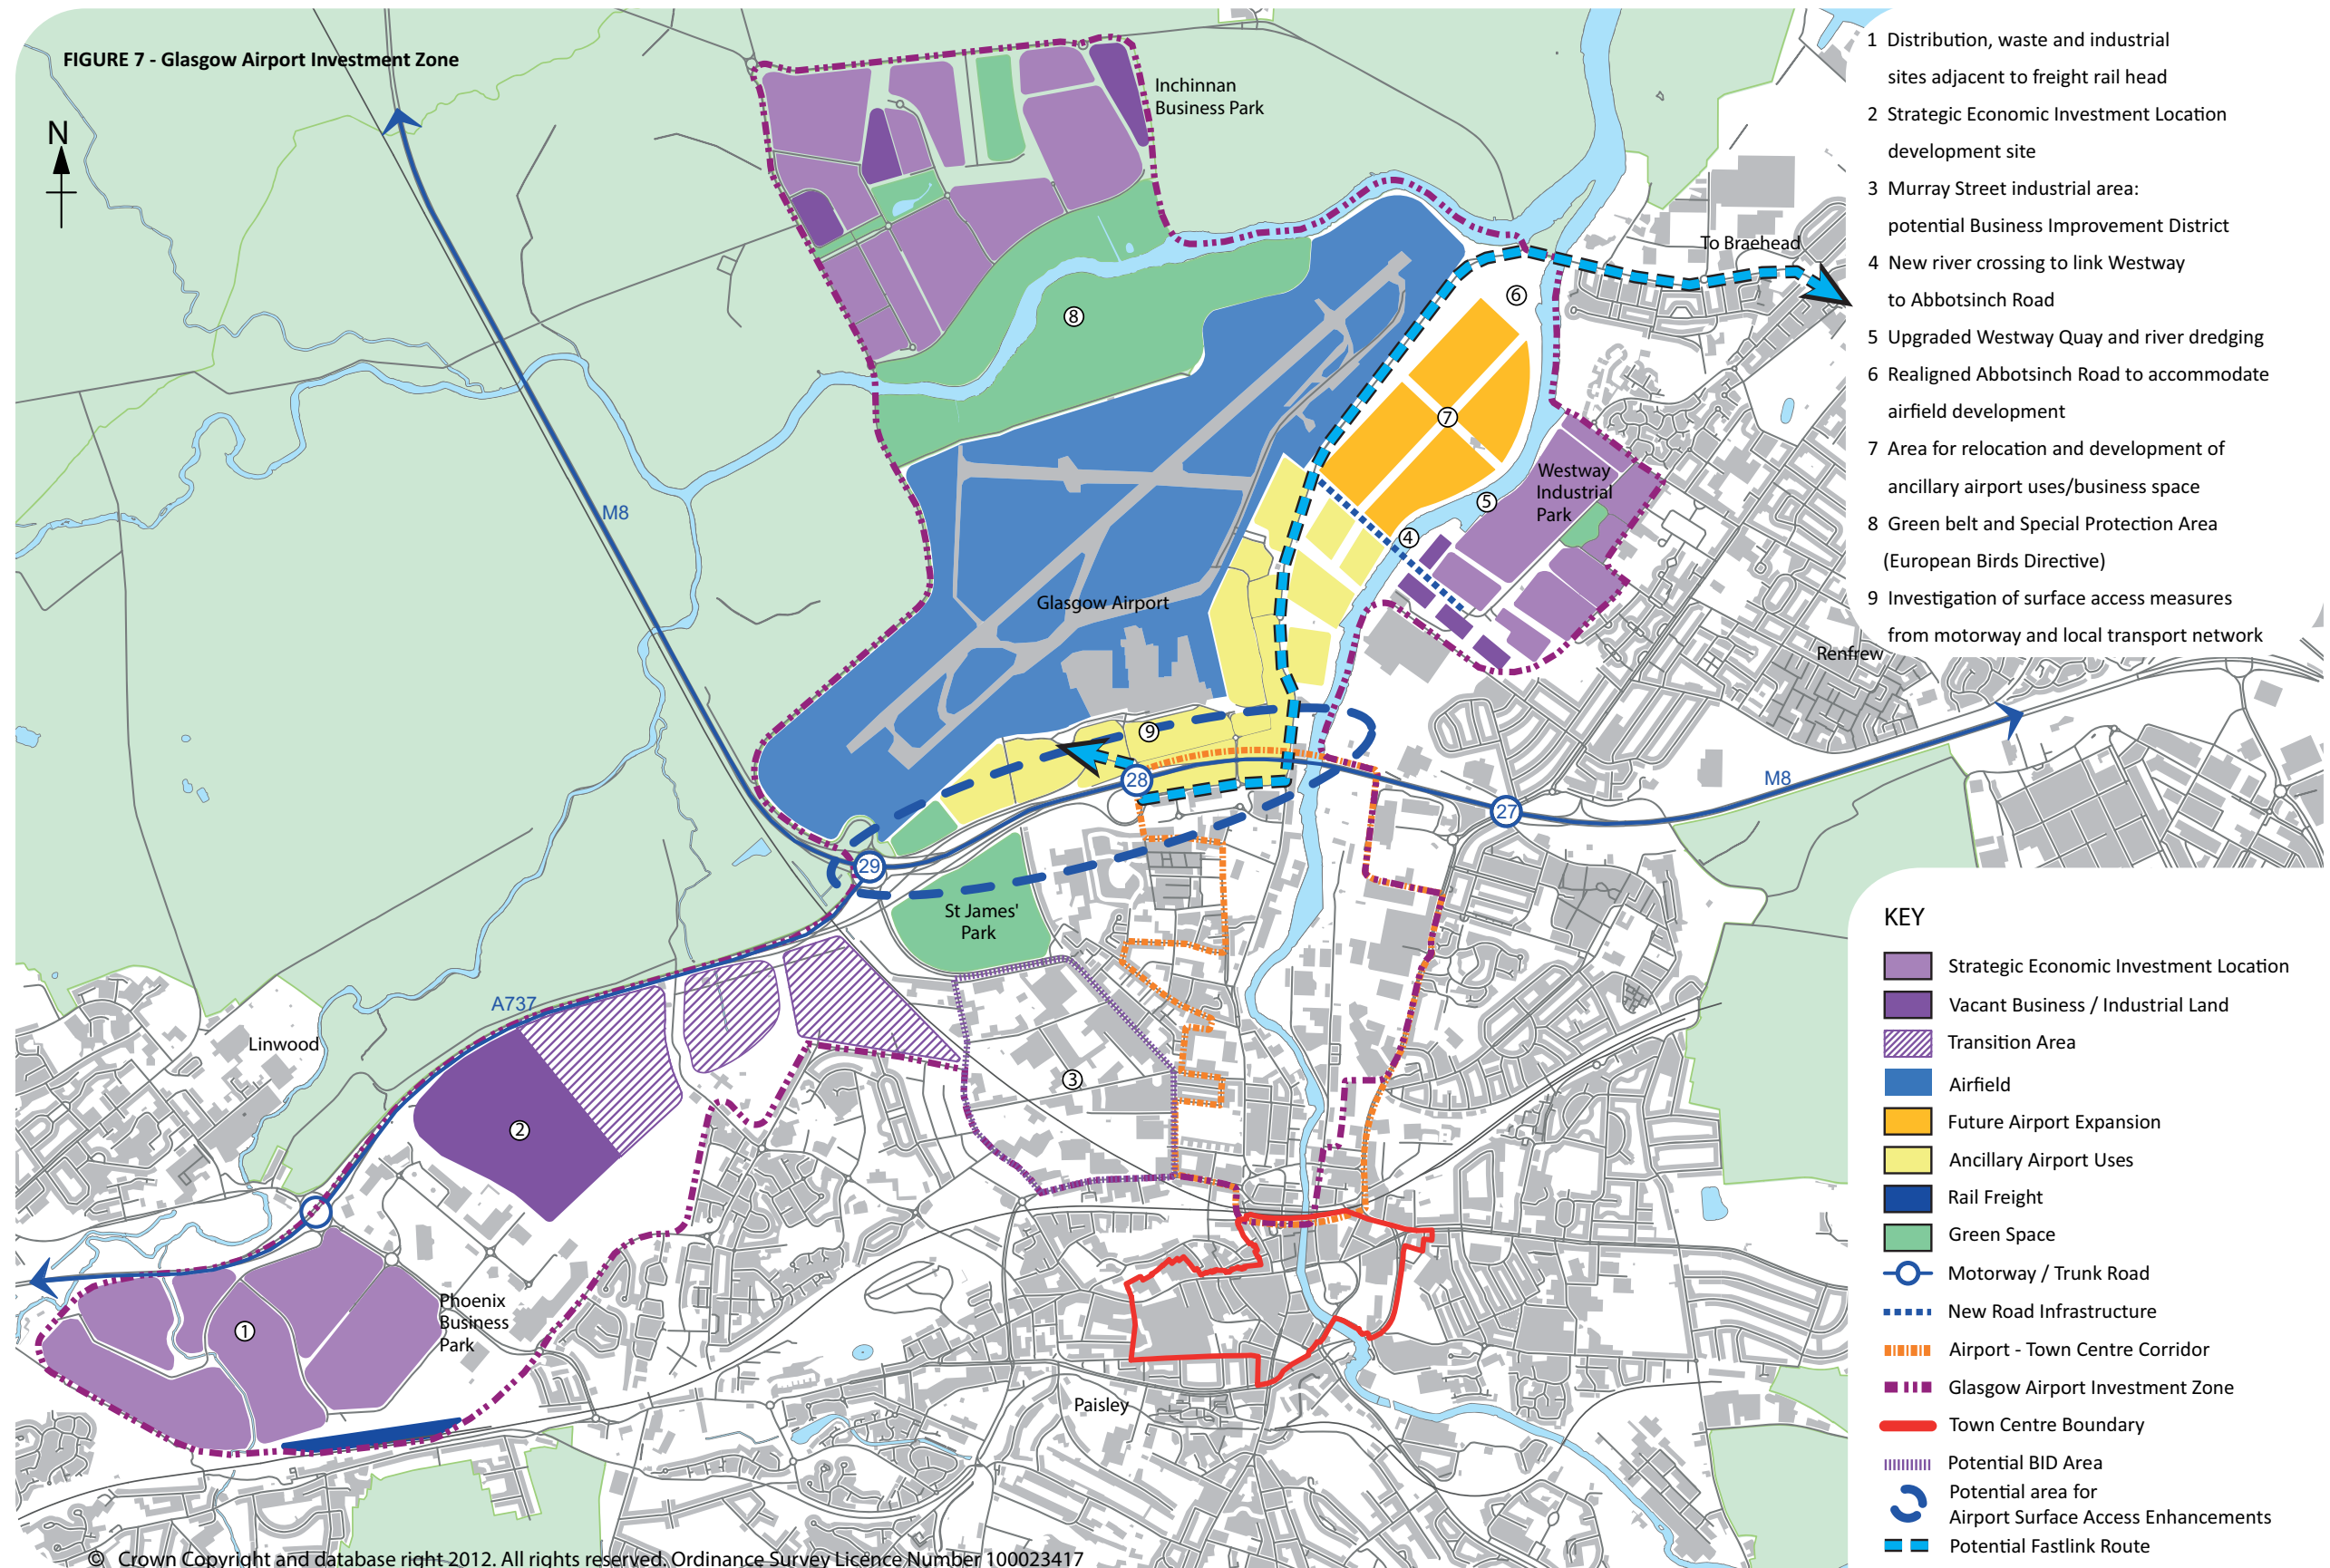 FIGURE 7 - Glasgow Airport Investment Zone
N
1 Distribution, waste and industrial
sites adjacent to freight rail head
2 Strategic Economic Investment Location
development site
3 Murray Street industrial area:
potential Business Improvement District
4 New river crossing to link Westway
to Abbotsinch Road
5 Upgraded Westway Quay and river dredging
6 Realigned Abbotsinch Road to accommodate
airfield development
7 Area for relocation and development of
ancillary airport uses/business space
8 Green belt and Special Protection Area
(European Birds Directive)
9 Investigation of surface access measures
from motorway and local transport network
Inchinnan
Business Park
To Braehead
6
8
7
Westway
Industrial
Park
5
M8
4
Glasgow Airport
Renfrew
9
28
M8
27
29
St James'
Park
A737
Linwood
3
2
Phoenix
Business
Park
1
Paisley
KEY
Strategic Economic Investment Location
Vacant Business / Industrial Land
Transition Area
Airfield
Future Airport Expansion
Ancillary Airport Uses
Rail Freight
Green Space
Motorway / Trunk Road
New Road Infrastructure
Airport - Town Centre Corridor
Glasgow Airport Investment Zone
Town Centre Boundary
Potential BID Area
Potential area for
Airport Surface Access Enhancements
Potential Fastlink Route
© Crown Copyright and database right 2012. All rights reserved. Ordinance Survey Licence Number 100023417